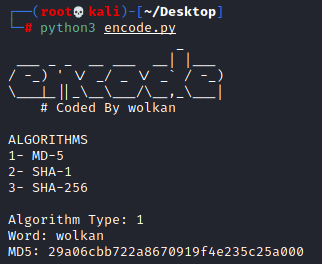 ┌──(root💀kali)-[~/Desktop]
└─# python3 encode.py
encode
# Coded By wolkan
ALGORITHMS
1- MD-5
2- SHA-1
3- SHA-256
Algorithm Type: 1
Word: wolkan
MD5: 29a06cbb722a8670919f4e235c25a000